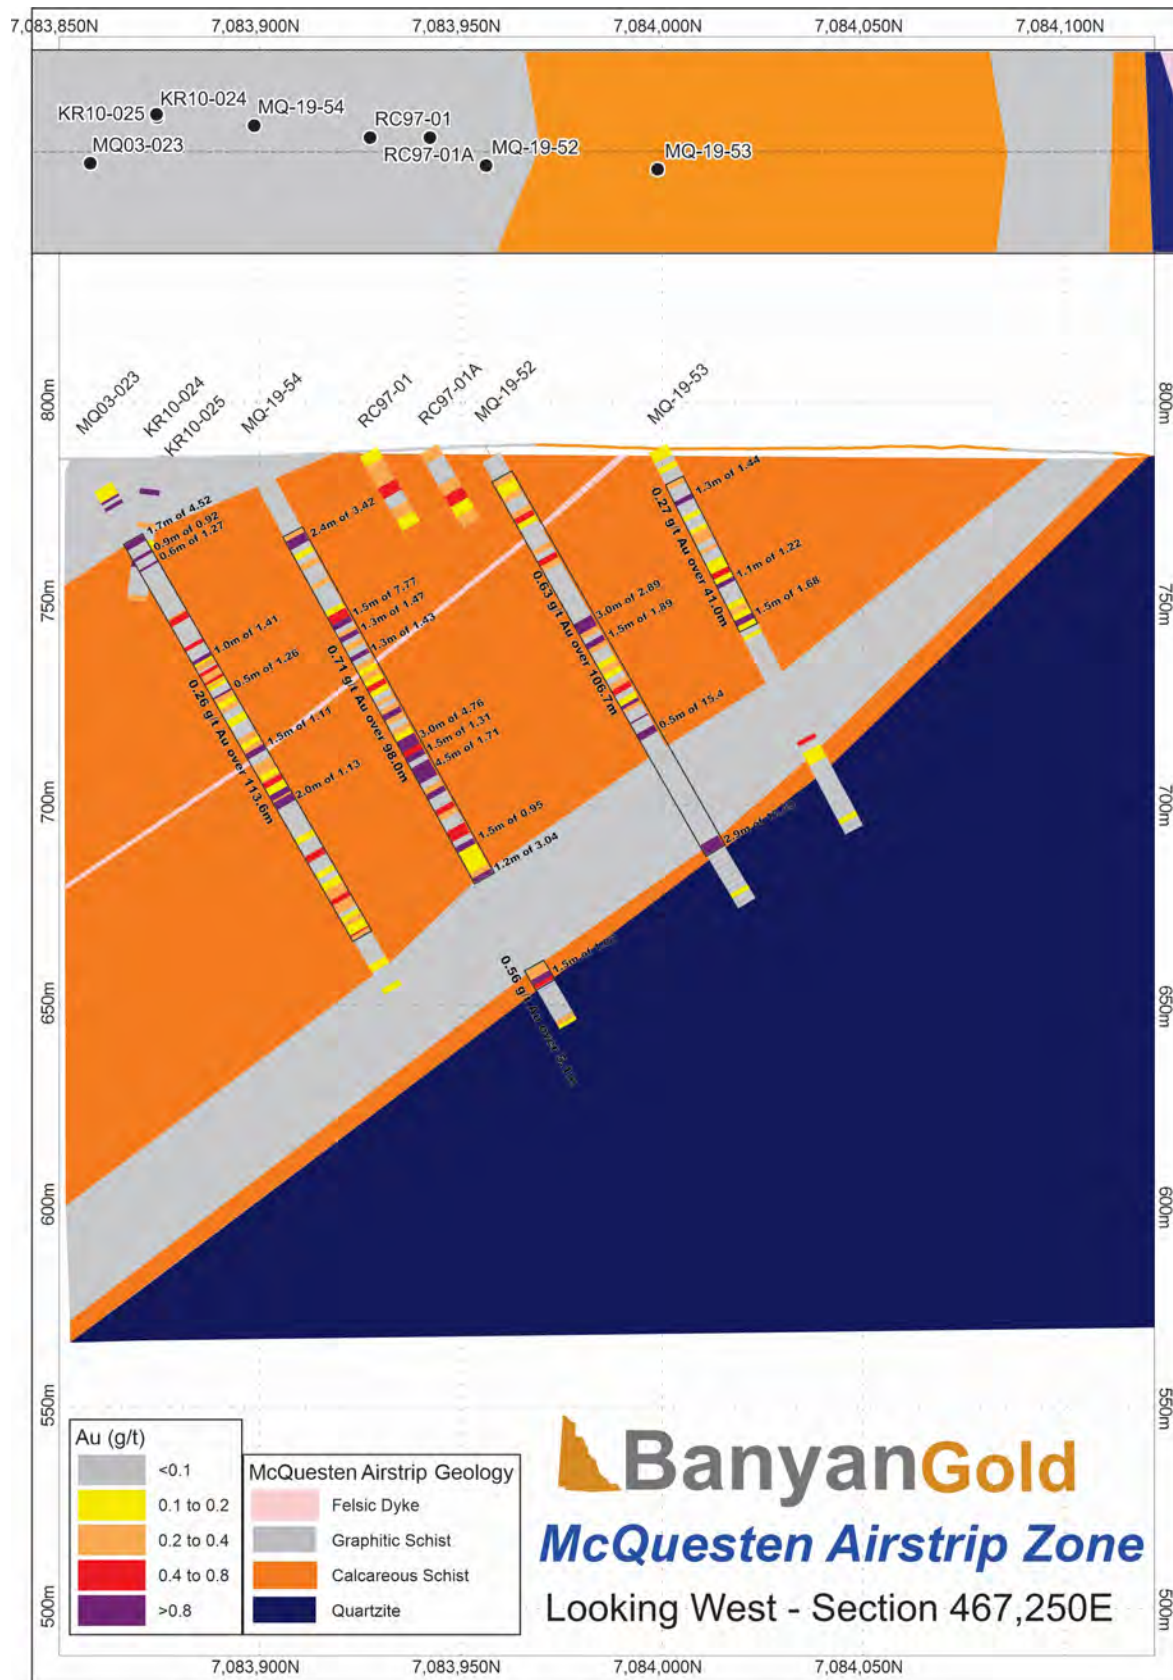 7,083,850N 7,083,900N 7,083,950N 7,084,000N 7,084,050N 7,084,100N
KR10-024
KR10-025
MQ-19-54
MQ03-023
RC97-01
RC97-01A
MQ-19-52
MQ-19-53
MQ03-023
KR10-024
KR10-025
MQ-19-54
RC97-01
RC97-01A
MQ-19-52
MQ-19-53
800m 800m
1.7m of 4.52
0.9m of 0.92
0.6m of 1.27
1.0m of 1.41
0.5m of 1.26
1.5m of 1.11
2.0m of 1.13
0.26 g/t Au over 113.6m
2.4m of 3.42
1.5m of 7.77
1.3m of 1.47
1.3m of 1.43
0.71 g/t Au over 98.0m
3.0m of 4.76
1.5m of 1.31
4.5m of 1.71
1.5m of 0.95
1.2m of 3.04
3.0m of 2.89
1.5m of 1.89
0.63 g/t Au over 106.7m
0.5m of 15.4
2.9m of
1.3m of 1.44
0.27 g/t Au over 41.0m
1.1m of 1.22
1.5m of 1.68
1.5m of
0.56 g/t Au over
750m 750m
700m 700m
650m 650m
600m 600m
550m 550m
500m 500m
Au (g/t)
<0.1
0.1 to 0.2
0.2 to 0.4
0.4 to 0.8
>0.8
McQuesten Airstrip Geology
Felsic Dyke
Graphitic Schist
Calcareous Schist
Quartzite
BanyanGold
McQuesten Airstrip Zone
Looking West - Section 467,250E
7,083,900N 7,083,950N 7,084,000N 7,084,050N